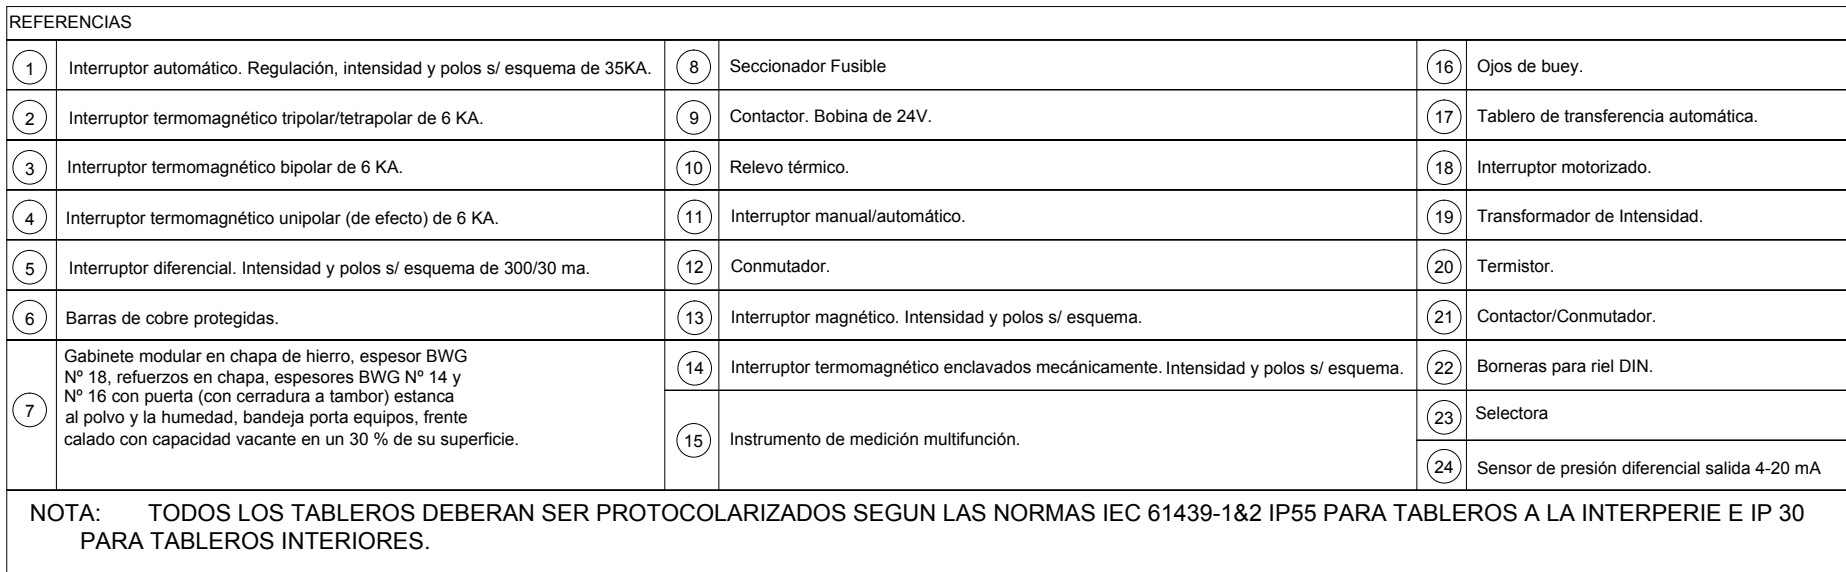 REFERENCIAS
1 Interruptor automático. Regulación, intensidad y polos s/ esquema de 35KA.
2 Interruptor termomagnético tripolar/tetrapolar de 6 KA.
3 Interruptor termomagnético bipolar de 6 KA.
4 Interruptor termomagnético unipolar (de efecto) de 6 KA.
5 Interruptor diferencial. Intensidad y polos s/ esquema de 300/30 ma.
6 Barras de cobre protegidas.
7 Gabinete modular en chapa de hierro, espesor BWG
Nº 18, refuerzos en chapa, espesores BWG Nº 14 y
Nº 16 con puerta (con cerradura a tambor) estanca
al polvo y la humedad, bandeja porta equipos, frente
calado con capacidad vacante en un 30 % de su superficie.
8 Seccionador Fusible
9 Contactor. Bobina de 24V.
10 Relevo térmico.
11 Interruptor manual/automático.
12 Conmutador.
13 Interruptor magnético. Intensidad y polos s/ esquema.
14 Interruptor termomagnético enclavados mecánicamente. Intensidad y polos s/ esquema.
15 Instrumento de medición multifunción.
16 Ojos de buey.
17 Tablero de transferencia automática.
18 Interruptor motorizado.
19 Transformador de Intensidad.
20 Termistor.
21 Contactor/Conmutador.
22 Borneras para riel DIN.
23 Selectora
24 Sensor de presión diferencial salida 4-20 mA
NOTA: TODOS LOS TABLEROS DEBERAN SER PROTOCOLARIZADOS SEGUN LAS NORMAS IEC 61439-1&2 IP55 PARA TABLEROS A LA INTERPERIE E IP 30
PARA TABLEROS INTERIORES.